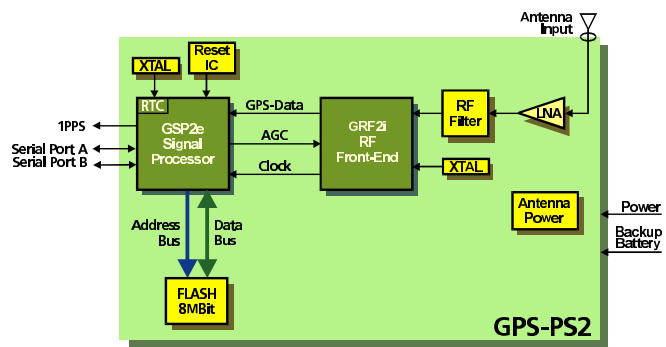 Antenna
Input
XTAL
Reset
IC
RTC
GSP2e
Signal
Processor
GPS-Data
AGC
Clock
GRF2i
RF
Front-End
RF
Filter
LNA
XTAL
1PPS
Serial Port A
Serial Port B
Antenna
Power
Power
Backup
Battery
Address
Bus
Data
Bus
FLASH
8MBit
GPS-PS2